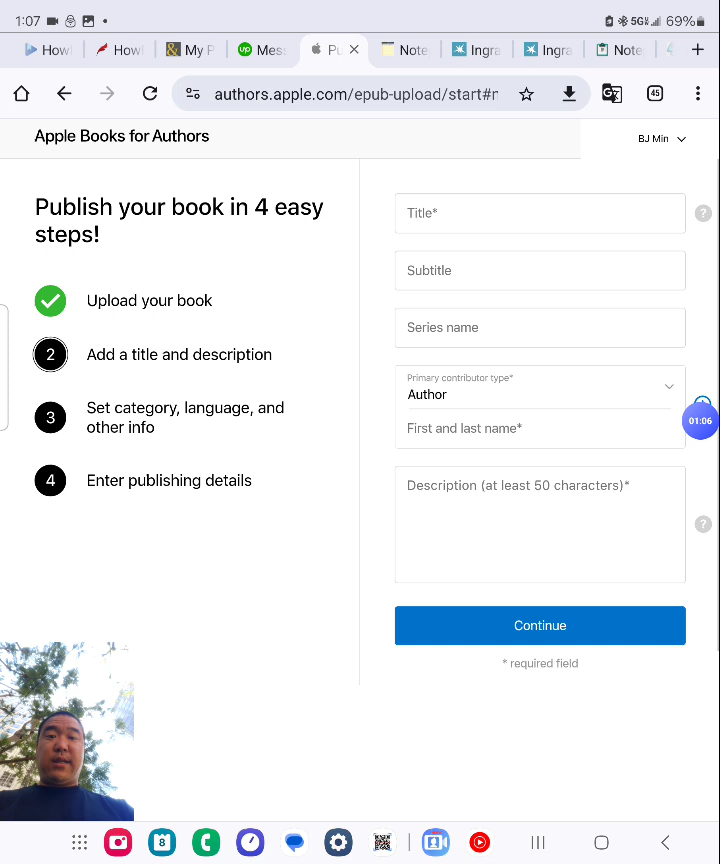 1:07 5G 69%
Howl Howl My P Mess Pu Note Ingra Ingra Note
authors.apple.com/epub-upload/start#n 45
Apple Books for Authors
BJ Min
Publish your book in 4 easy
steps!
Upload your book
2 Add a title and description
3 Set category, language, and
other info
4 Enter publishing details
Title*
?
Subtitle
Series name
Primary contributor type*
Author
01:06
First and last name*
Description (at least 50 characters)*
?
Continue
* required field
8